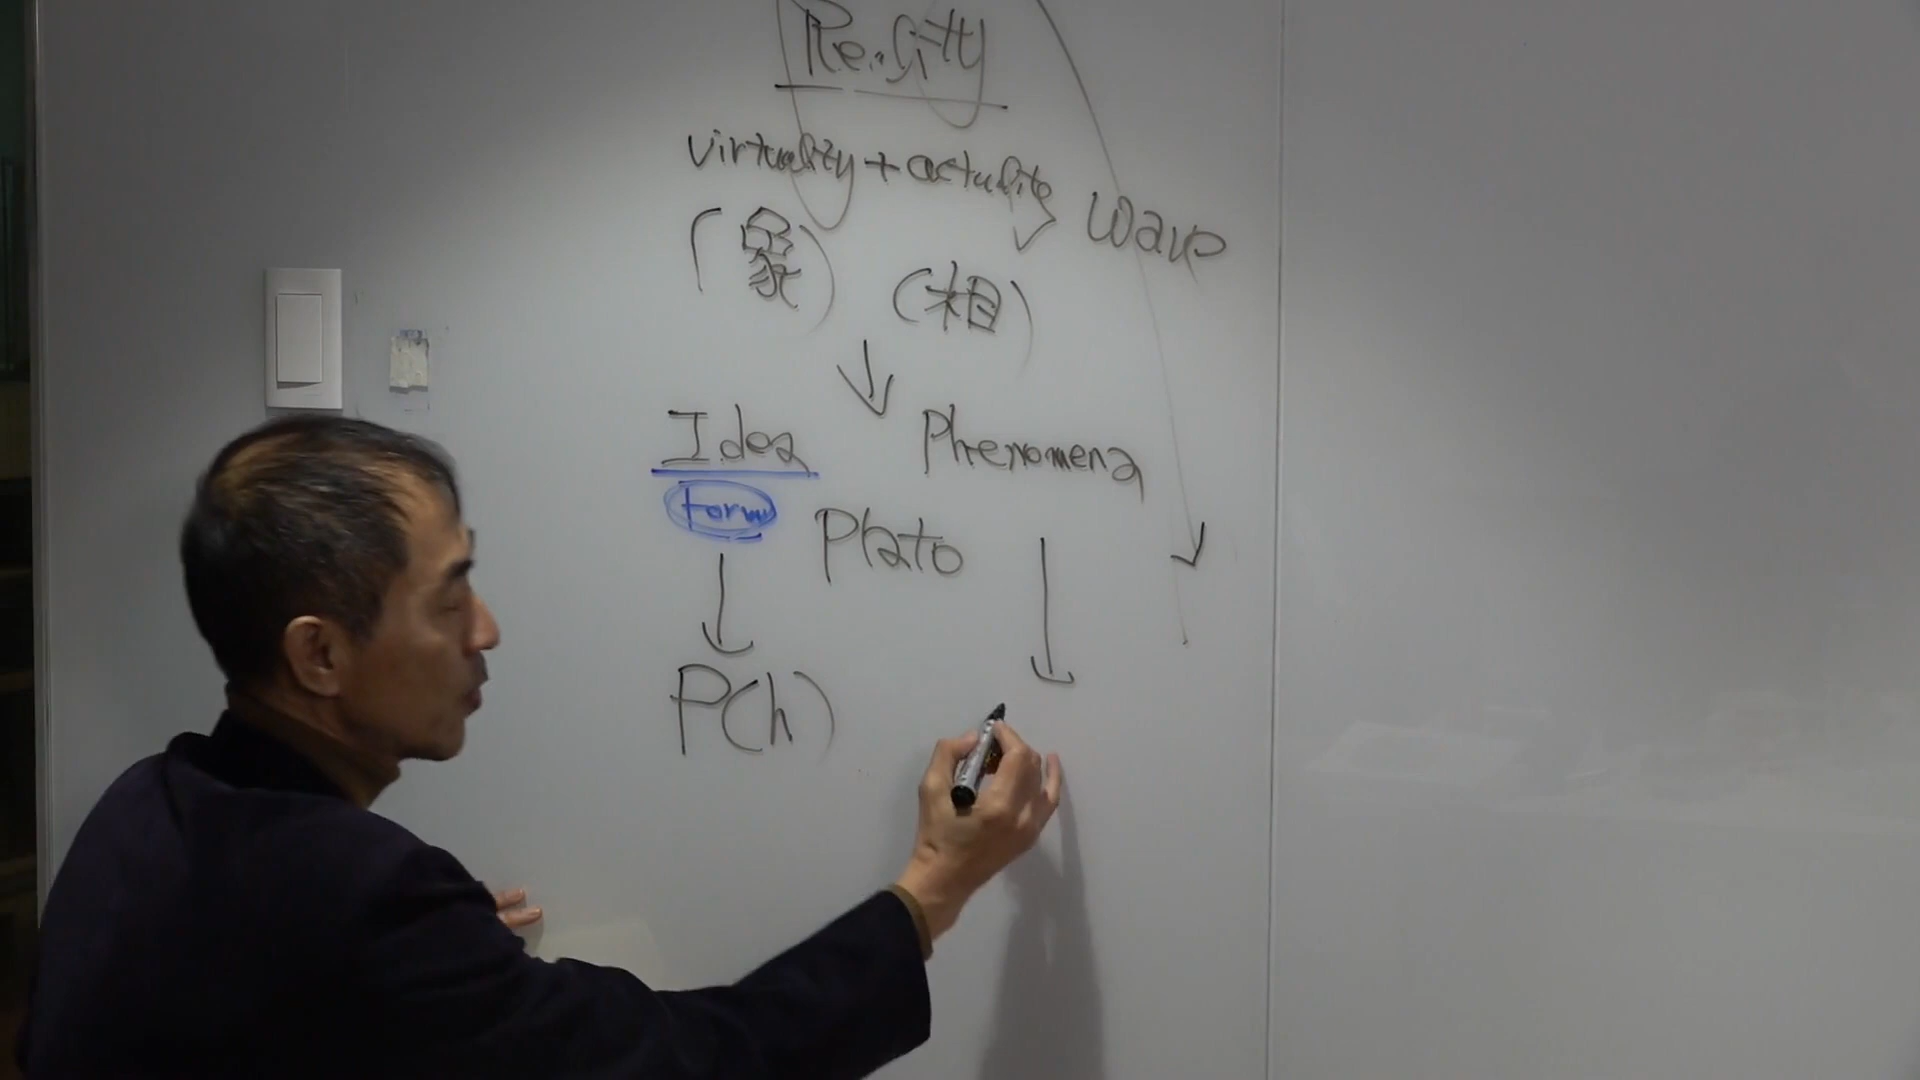 Reality
virtuality + actuality
wave
(象) (相)
Idea Phenomena
form
Plato
P(h)